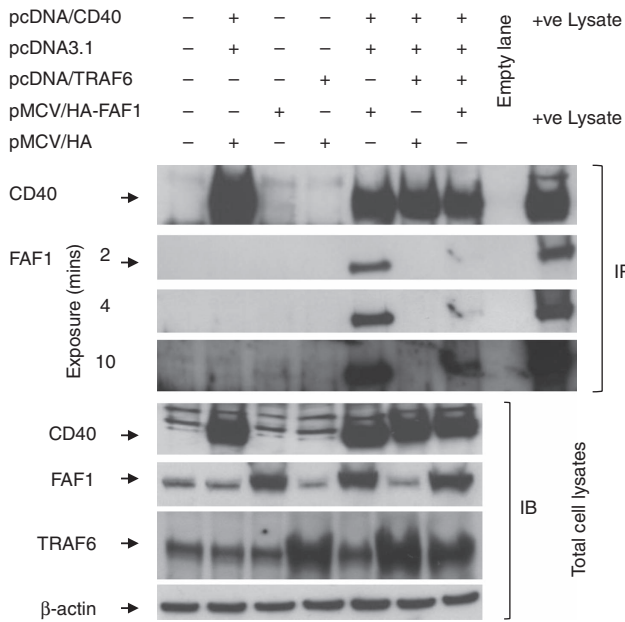 pcDNA/CD40 – + – – + + + +ve Lysate
pcDNA3.1 – + – – + + +
pcDNA/TRAF6 – – – + – + +
pMCV/HA-FAF1 – – + – + – + +ve Lysate
pMCV/HA – + – + – + –
Empty lane
CD40
FAF1 2
4
10
Exposure (mins)
IP
CD40
FAF1
TRAF6
β-actin
IB
Total cell lysates